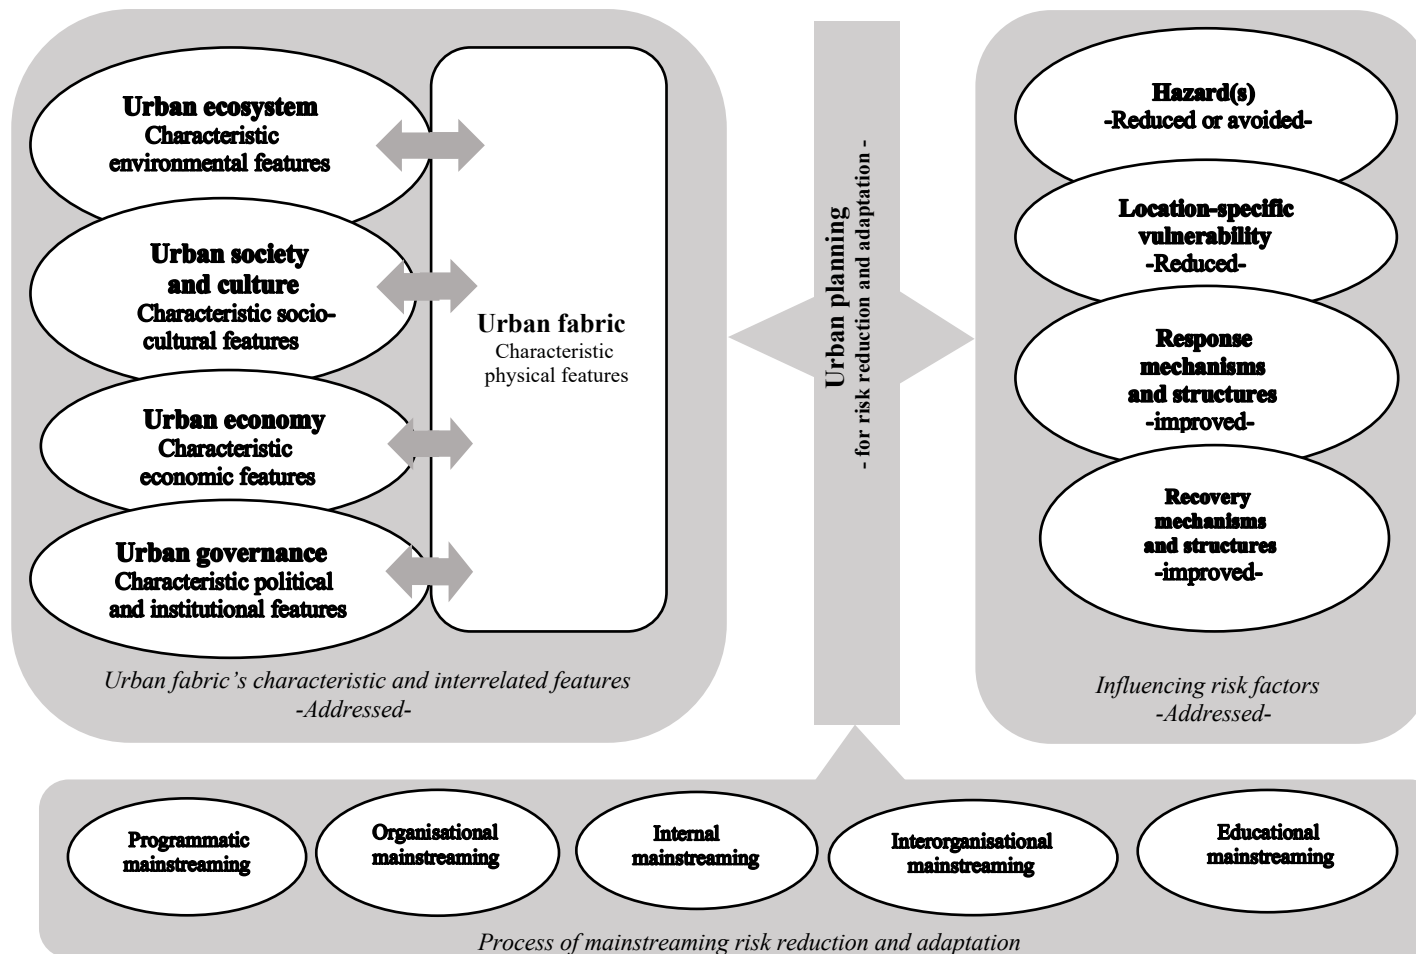 Urban ecosystem
Characteristic
environmental features
Urban society
and culture
Characteristic socio-
cultural features
Urban economy
Characteristic
economic features
Urban governance
Characteristic political
and institutional features
Urban fabric
Characteristic
physical features
Urban fabric’s characteristic and interrelated features
-Addressed-
Urban planning
- for risk reduction and adaptation -
Hazard(s)
-Reduced or avoided-
Location-specific
vulnerability
-Reduced-
Response
mechanisms
and structures
-improved-
Recovery
mechanisms
and structures
-improved-
Influencing risk factors
-Addressed-
Programmatic
mainstreaming
Organisational
mainstreaming
Internal
mainstreaming
Interorganisational
mainstreaming
Educational
mainstreaming
Process of mainstreaming risk reduction and adaptation